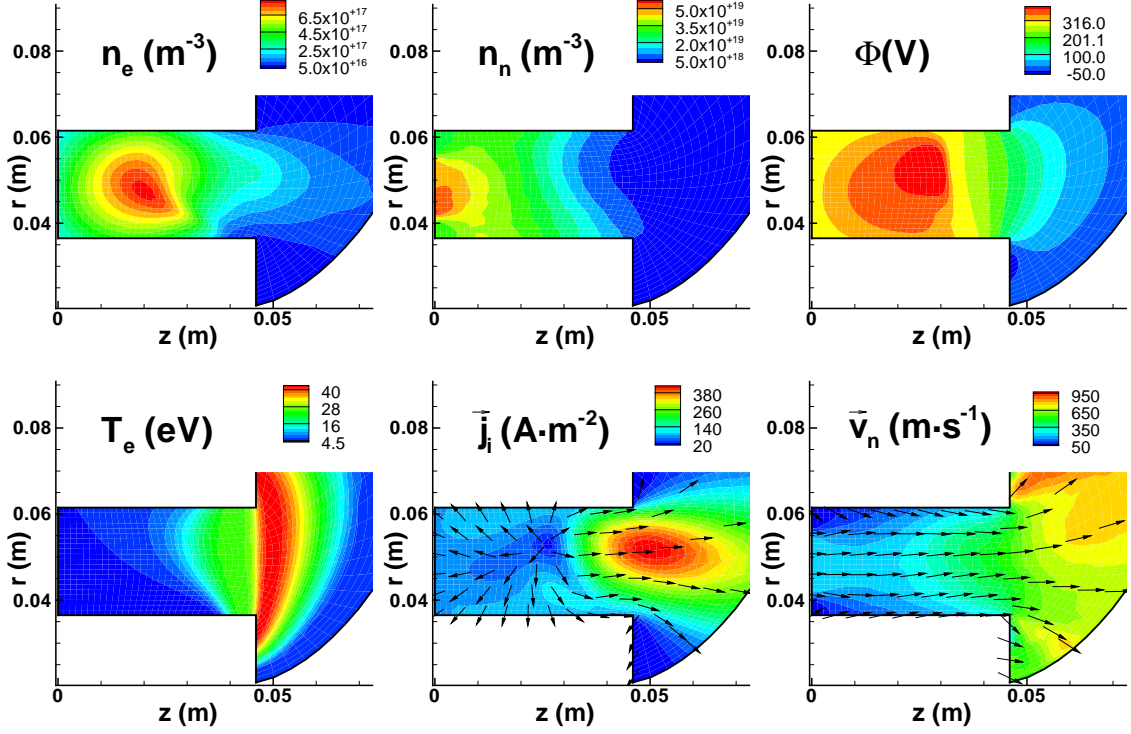 6.5x10+17
4.5x10+17
2.5x10+17
5.0x10+16
n_e (m-3)
0.08
0.06
0.04
r (m)
0
0.05
z (m)
5.0x10+19
3.5x10+19
2.0x10+19
5.0x10+18
n_n (m-3)
0.08
0.06
0.04
r (m)
0
0.05
z (m)
316.0
201.1
100.0
-50.0
Φ(V)
0.08
0.06
0.04
r (m)
0
0.05
z (m)
40
28
16
4.5
T_e (eV)
0.08
0.06
0.04
r (m)
0
0.05
z (m)
380
260
140
20
j_i (A·m-2)
0.08
0.06
0.04
r (m)
0
0.05
z (m)
950
650
350
50
v_n (m·s-1)
0.08
0.06
0.04
r (m)
0
0.05
z (m)